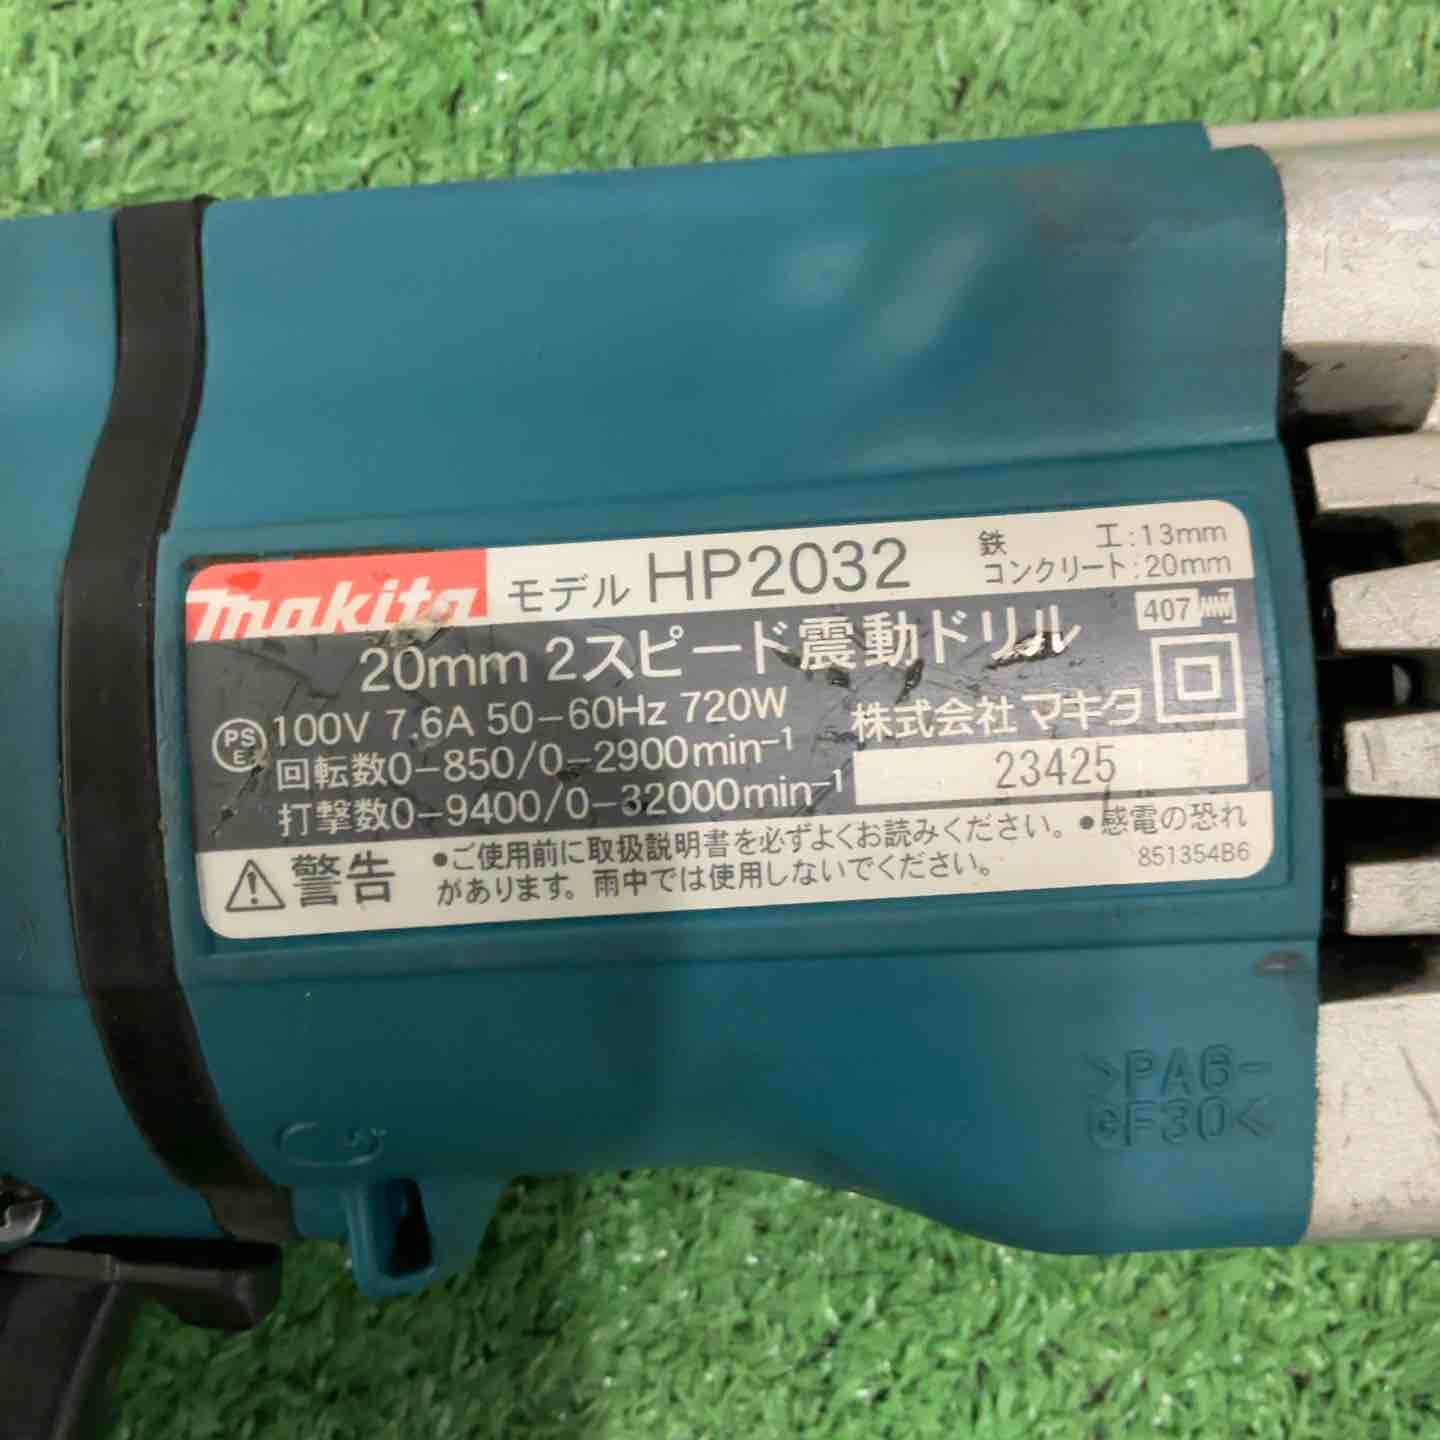 makita モデル HP2032 鉄工:13mm
コンクリート:20mm
20mm 2スピード震動ドリル 407
PSE 100V 7.6A 50-60Hz 720W 株式会社 マキタ
回転数0-850/0-2900min-1 23425
打撃数0-9400/0-32000min-1
警告 •ご使用前に取扱説明書を必ずよくお読みください。•感電の恐れ
があります。雨中では使用しないでください。 851354B6
>PA6-
GF30<